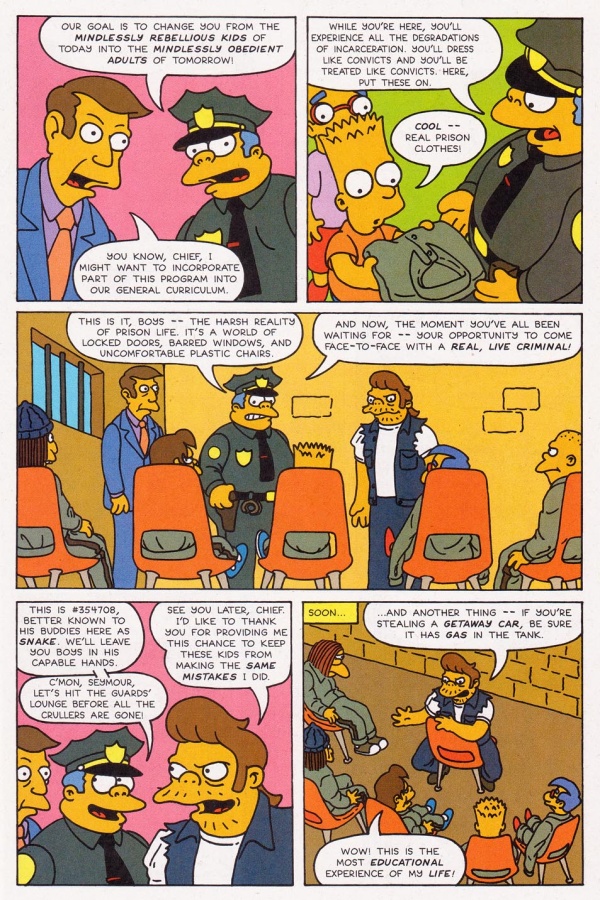 OUR GOAL IS TO CHANGE YOU FROM THE
MINDLESSLY REBELLIOUS KIDS OF
TODAY INTO THE MINDLESSLY OBEDIENT
ADULTS OF TOMORROW!
YOU KNOW, CHIEF, I
MIGHT WANT TO INCORPORATE
PART OF THIS PROGRAM INTO
OUR GENERAL CURRICULUM.
WHILE YOU'RE HERE, YOU'LL
EXPERIENCE ALL THE DEGRADATIONS
OF INCARCERATION. YOU'LL DRESS
LIKE CONVICTS AND YOU'LL BE
TREATED LIKE CONVICTS. HERE,
PUT THESE ON.
COOL --
REAL PRISON
CLOTHES!
THIS IS IT, BOYS -- THE HARSH REALITY
OF PRISON LIFE. IT'S A WORLD OF
LOCKED DOORS, BARRED WINDOWS, AND
UNCOMFORTABLE PLASTIC CHAIRS.
AND NOW, THE MOMENT YOU'VE ALL BEEN
WAITING FOR -- YOUR OPPORTUNITY TO COME
FACE-TO-FACE WITH A REAL, LIVE CRIMINAL!
THIS IS #354708,
BETTER KNOWN TO
HIS BUDDIES HERE AS
SNAKE. WE'LL LEAVE
YOU BOYS IN HIS
CAPABLE HANDS.
C'MON, SEYMOUR,
LET'S HIT THE GUARDS'
LOUNGE BEFORE ALL THE
CRULLERS ARE GONE!
SEE YOU LATER, CHIEF.
I'D LIKE TO THANK
YOU FOR PROVIDING ME
THIS CHANCE TO KEEP
THESE KIDS FROM
MAKING THE SAME
MISTAKES I DID.
SOON...
...AND ANOTHER THING -- IF YOU'RE
STEALING A GETAWAY CAR, BE SURE
IT HAS GAS IN THE TANK.
WOW! THIS IS THE
MOST EDUCATIONAL
EXPERIENCE OF MY LIFE!